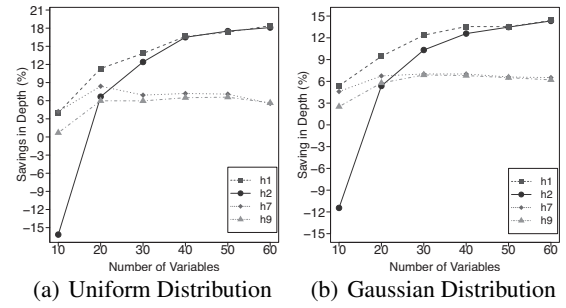 21
18
15
12
9
6
3
0
−3
−6
−9
−12
−15
Savings in Depth (%)
10 20 30 40 50 60
Number of Variables
h1
h2
h7
h9
(a) Uniform Distribution
15
12
9
6
3
0
−3
−6
−9
−12
−15
Savings in Depth (%)
10 20 30 40 50 60
Number of Variables
h1
h2
h7
h9
(b) Gaussian Distribution